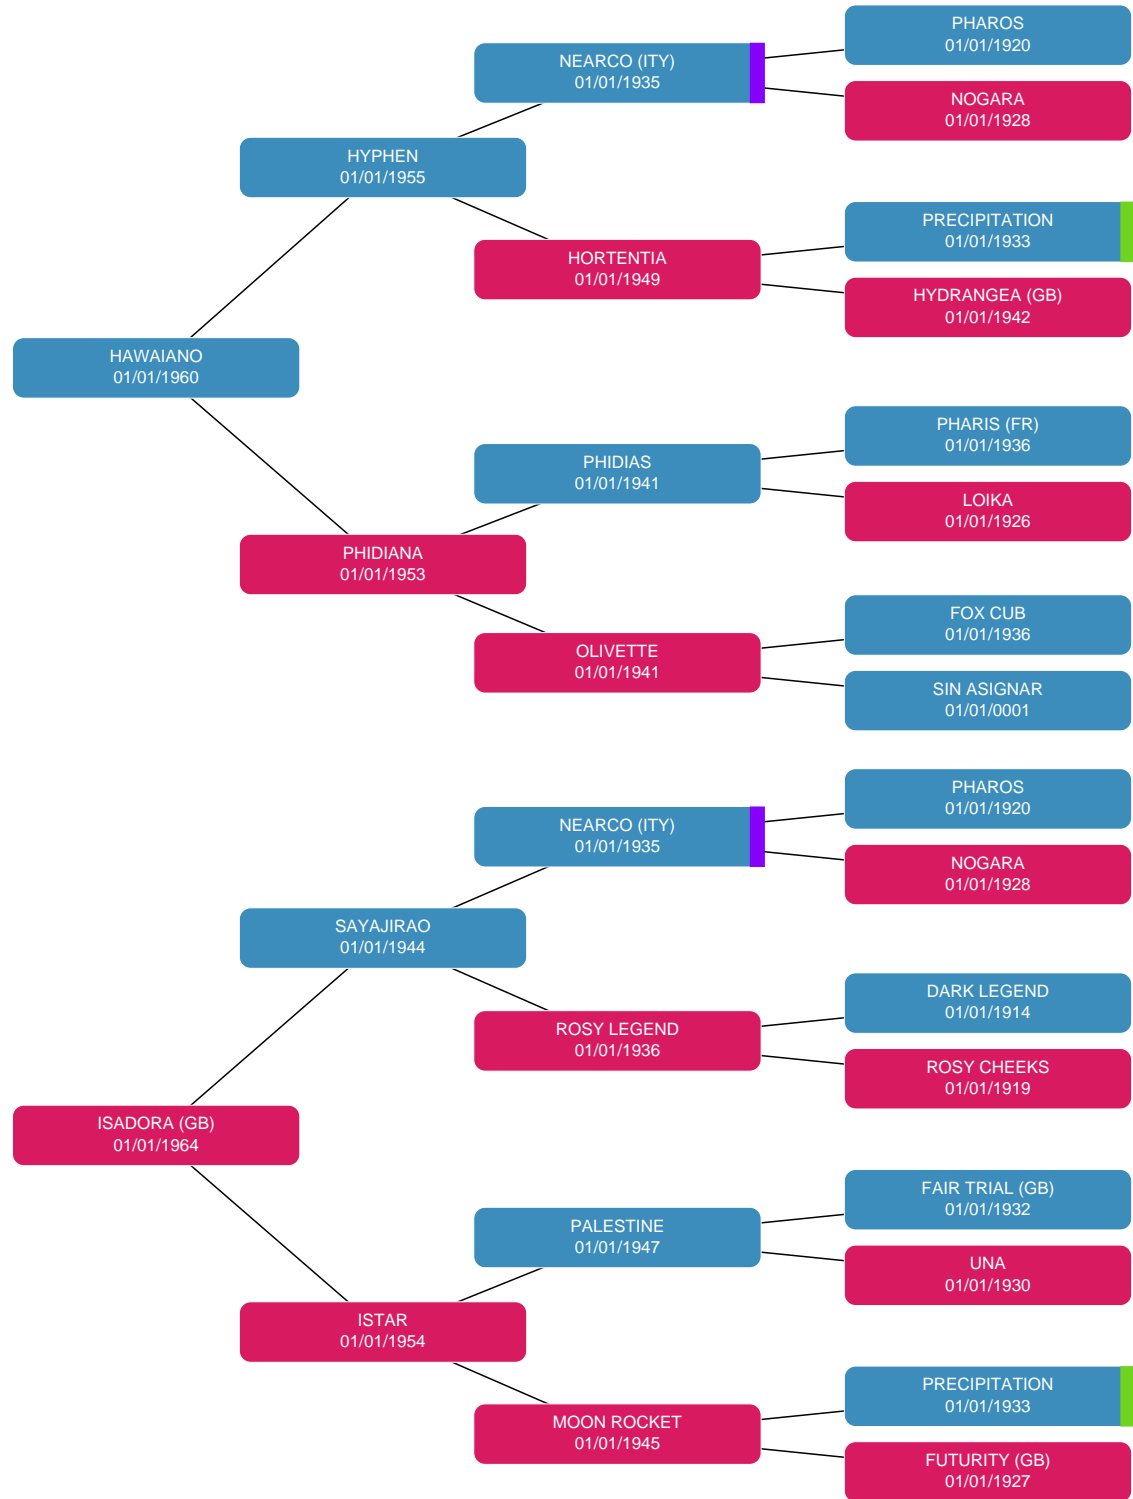 PHAROS
01/01/1920
NEARCO (ITY)
01/01/1935
NOGARA
01/01/1928
HYPHEN
01/01/1955
PRECIPITATION
01/01/1933
HORTENTIA
01/01/1949
HYDRANGEA (GB)
01/01/1942
HAWAIANO
01/01/1960
PHARIS (FR)
01/01/1936
PHIDIAS
01/01/1941
LOIKA
01/01/1926
PHIDIANA
01/01/1953
FOX CUB
01/01/1936
OLIVETTE
01/01/1941
SIN ASIGNAR
01/01/0001
PHAROS
01/01/1920
NEARCO (ITY)
01/01/1935
NOGARA
01/01/1928
SAYAJIRAO
01/01/1944
DARK LEGEND
01/01/1914
ROSY LEGEND
01/01/1936
ROSY CHEEKS
01/01/1919
ISADORA (GB)
01/01/1964
FAIR TRIAL (GB)
01/01/1932
PALESTINE
01/01/1947
UNA
01/01/1930
ISTAR
01/01/1954
PRECIPITATION
01/01/1933
MOON ROCKET
01/01/1945
FUTURITY (GB)
01/01/1927